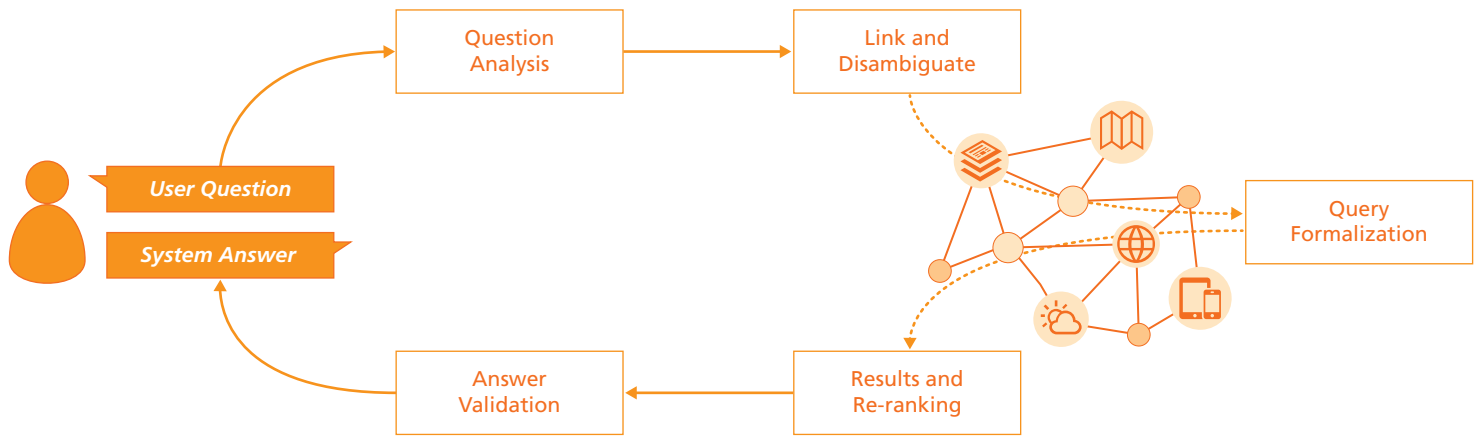 Question
Analysis
Link and
Disambiguate
User Question
System Answer
Query
Formalization
Answer
Validation
Results and
Re-ranking